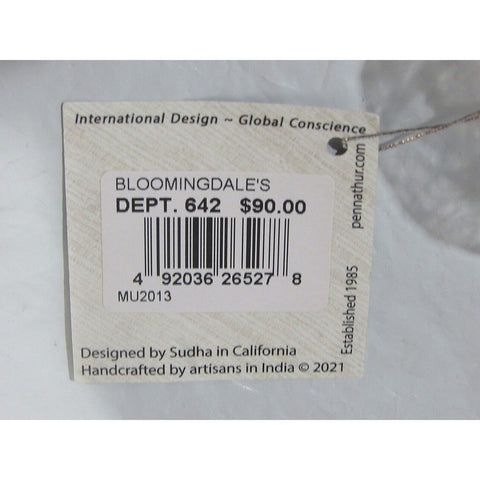 International Design ~ Global Conscience
BLOOMINGDALE'S
DEPT. 642 $90.00
4 92036 26527 8
MU2013
Designed by Sudha in California
Handcrafted by artisans in India © 2021
Established 1985 pennathur.com